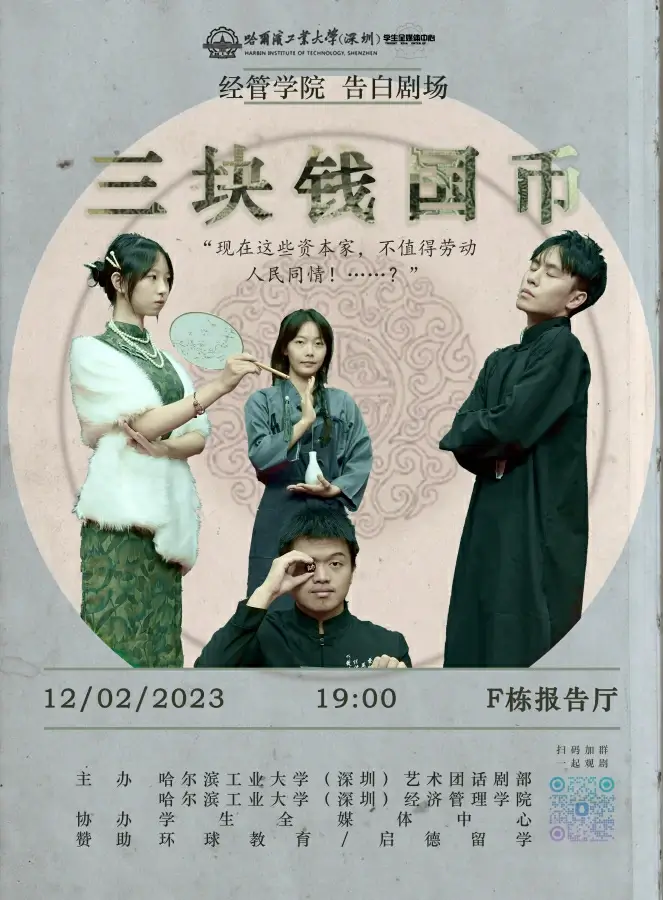 哈尔滨工业大学(深圳)
HARBIN INSTITUTE OF TECHNOLOGY, SHENZHEN
学生全媒体中心
经管学院 告白剧场
三块钱国币
“现在这些资本家，不值得劳动
人民同情！……？”
12/02/2023 19:00 F栋报告厅
扫码加群
一起观剧
主办 哈尔滨工业大学（深圳）艺术团话剧部
哈尔滨工业大学（深圳）经济管理学院
协办 学生全媒体中心
赞助 环球教育/启德留学